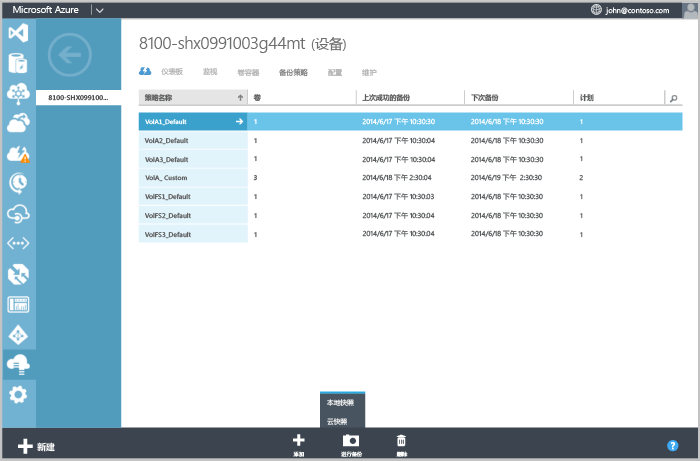 Microsoft Azure john@contoso.com
8100-shx0991003g44mt (设备)
仪表板 监视 卷容器 备份策略 配置 维护
8100-SHX099100...
策略名称 卷 上次成功的备份 下次备份 计划
VolA1_Default 1 2014/6/17 下午 10:30:30 2014/6/18 下午 10:30:30 1
VolA2_Default 1 2014/6/17 下午 10:30:04 2014/6/18 下午 10:30:30 1
VolA3_Default 1 2014/6/17 下午 10:30:04 2014/6/18 下午 10:30:30 1
VolA_ Custom 3 2014/6/18 下午 2:30:04 2014/6/19 下午 2:30:30 2
VolFS1_Default 1 2014/6/17 下午 10:30:03 2014/6/18 下午 10:30:30 1
VolFS2_Default 1 2014/6/17 下午 10:30:04 2014/6/18 下午 10:30:30 1
VolFS3_Default 1 2014/6/17 下午 10:30:04 2014/6/18 下午 10:30:30 1
本地快照
云快照
新建 添加 进行备份 删除 ?